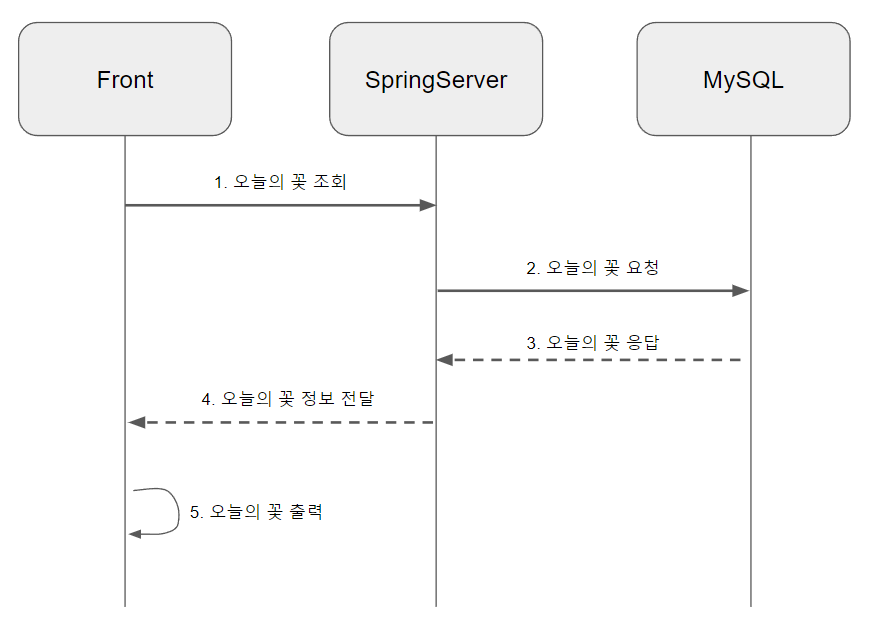 Front
SpringServer
MySQL
1. 오늘의 꽃 조회
2. 오늘의 꽃 요청
3. 오늘의 꽃 응답
4. 오늘의 꽃 정보 전달
5. 오늘의 꽃 출력